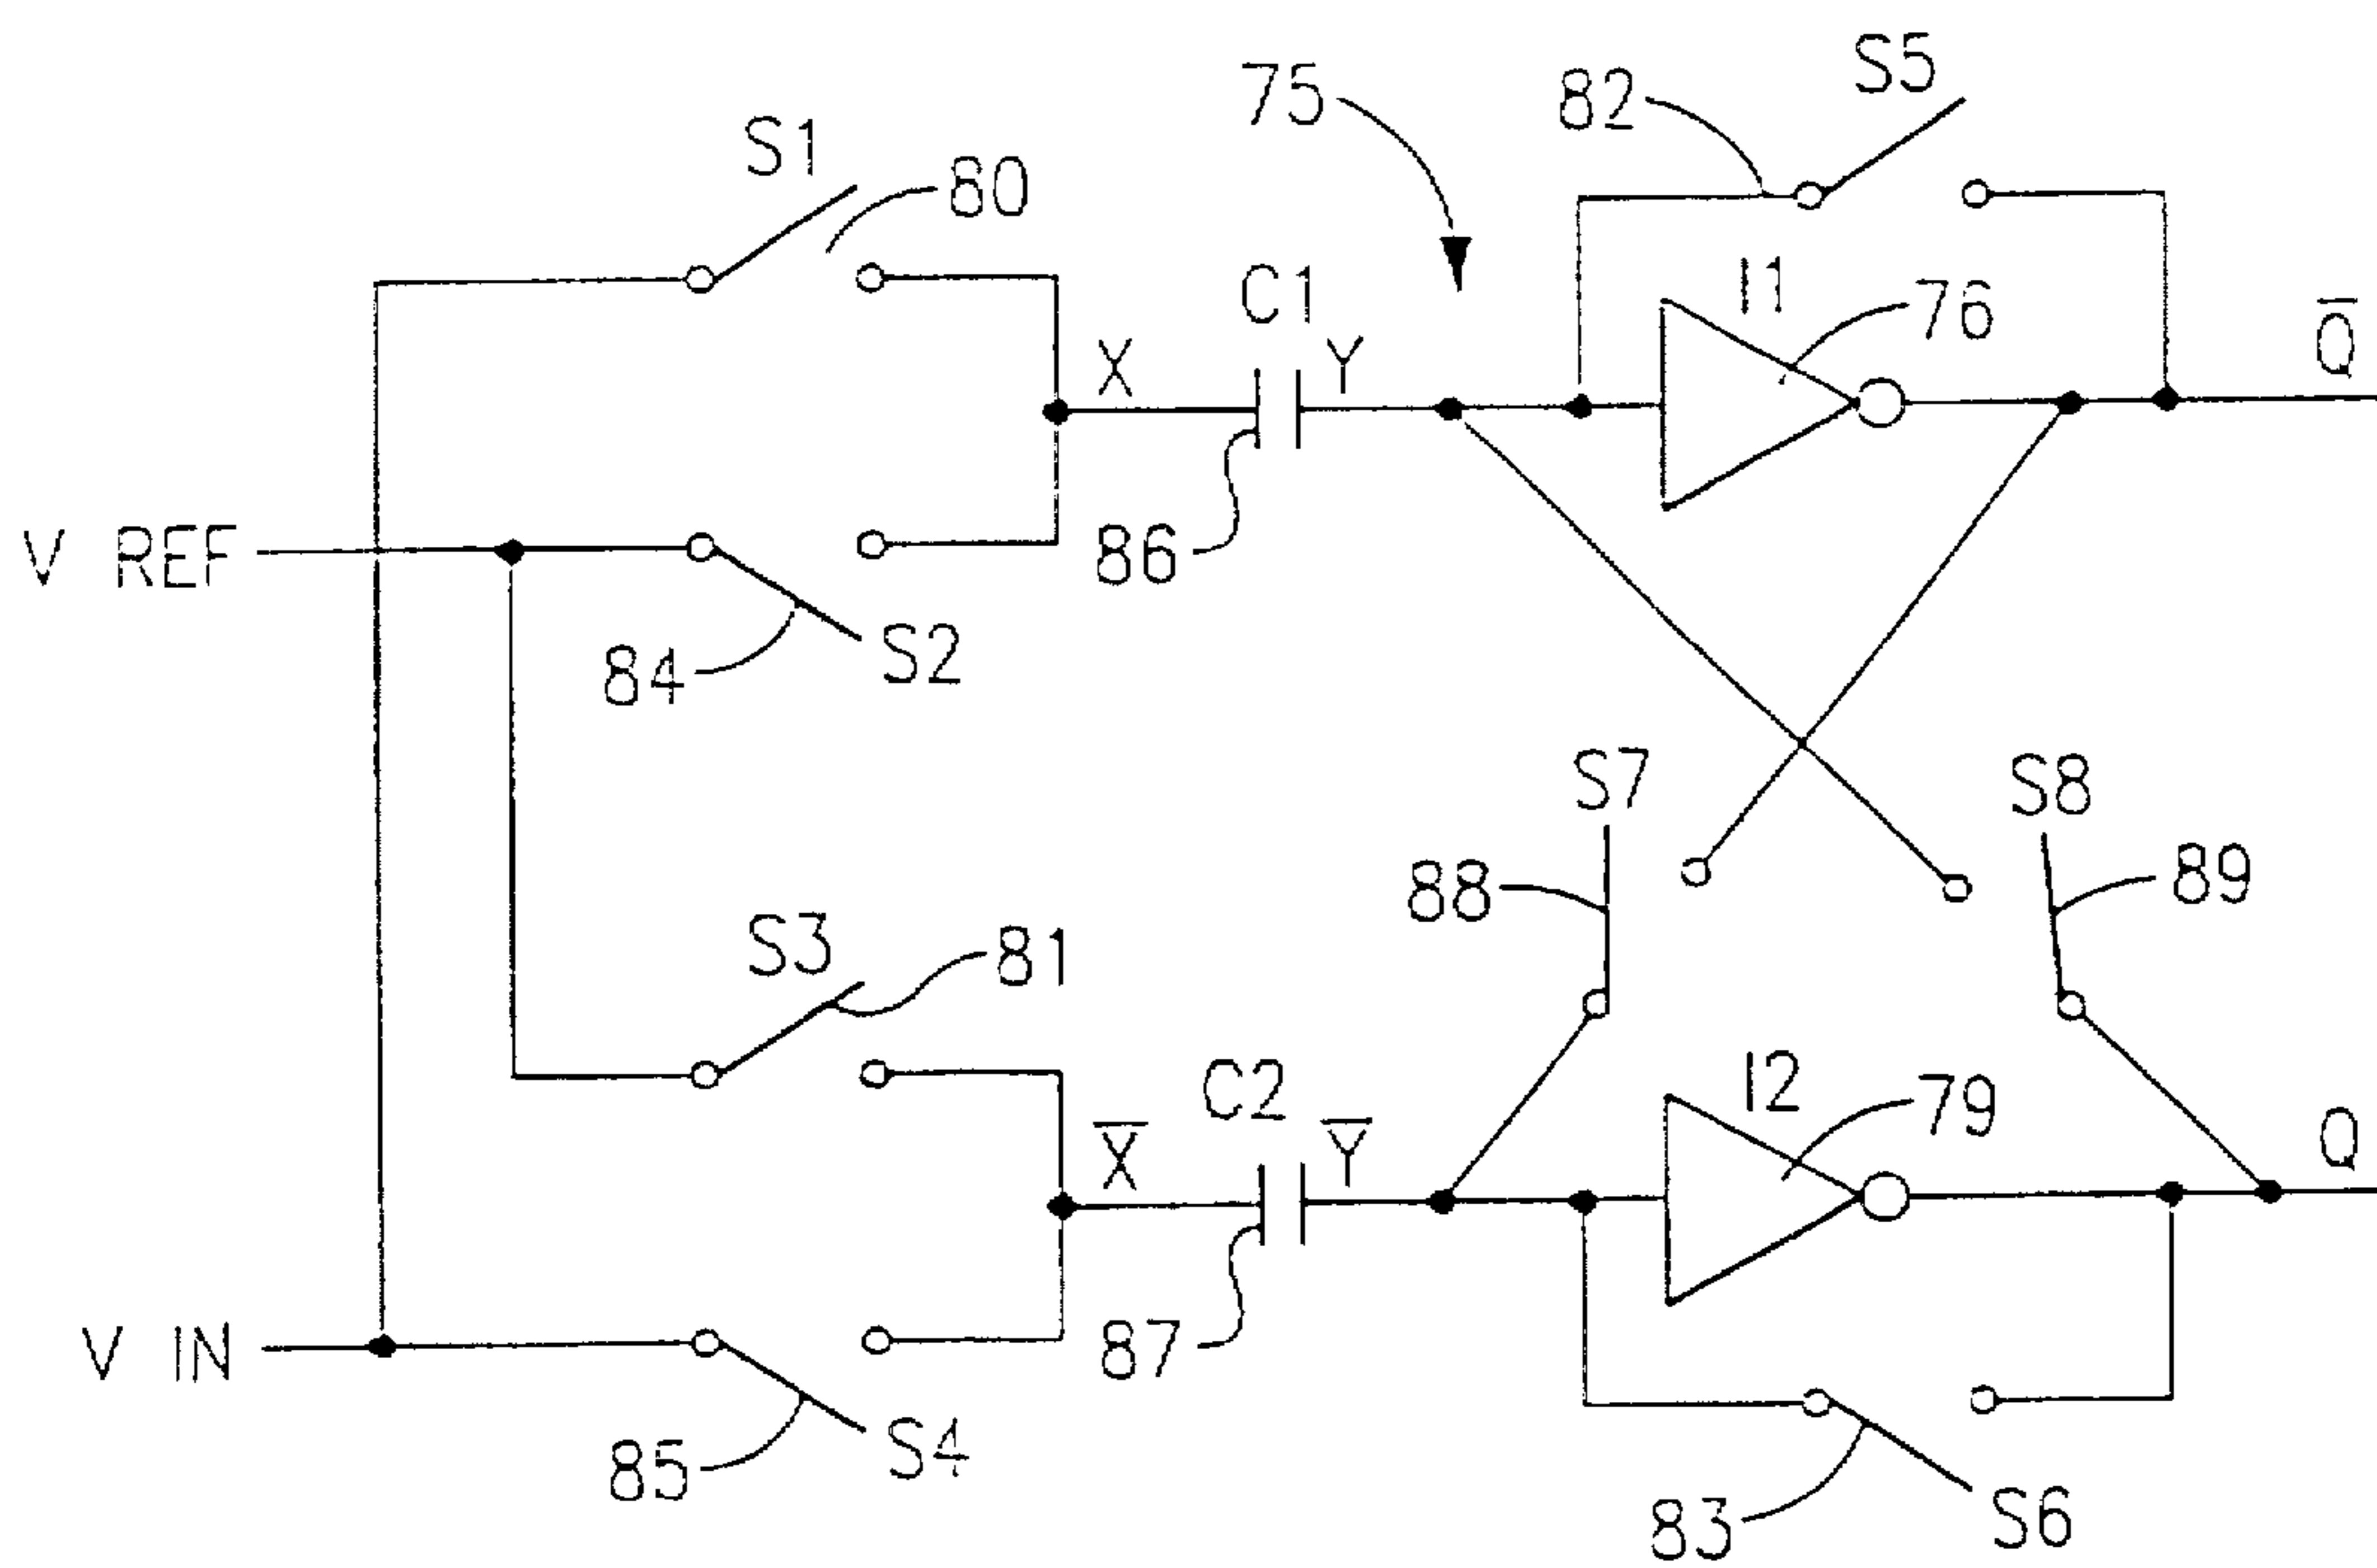 S5
75
82
S1
80
C1
I1
76
Q̅
X
Y
V REF
86
84
S2
S7
S8
88
89
S3
81
C2
I2
79
X̅
Y̅
Q
V IN
87
85
S4
83
S6